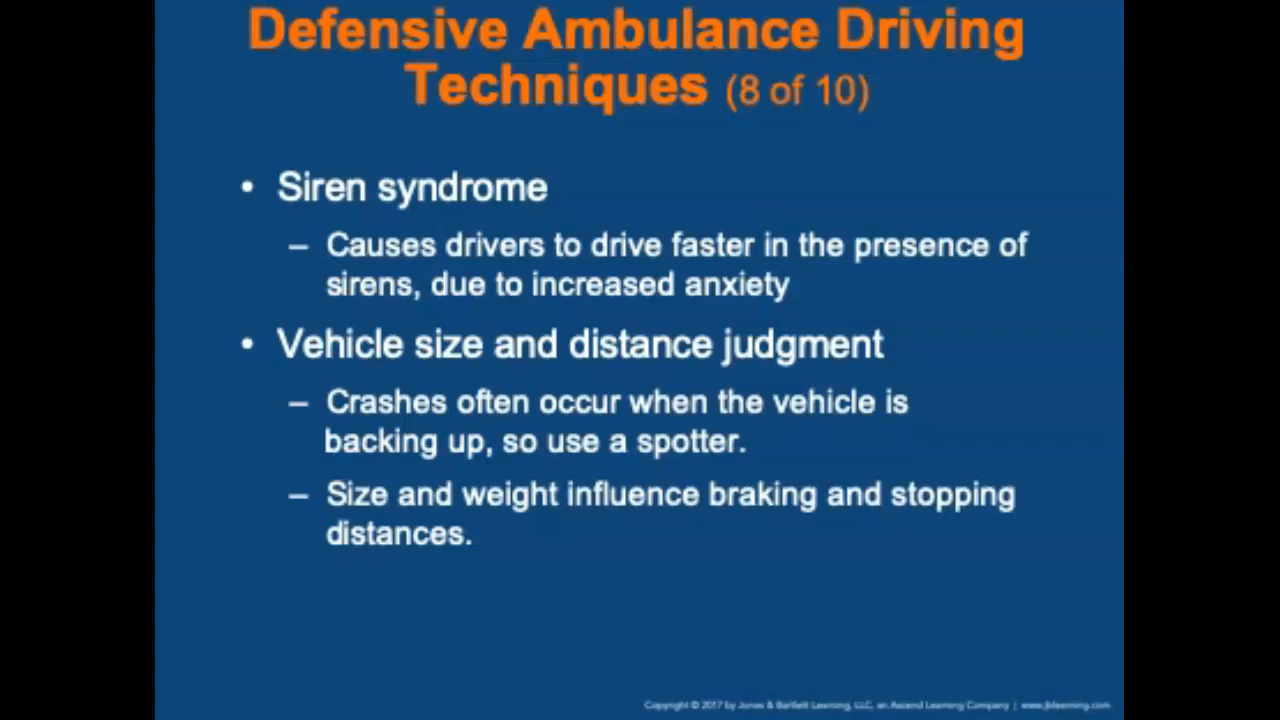 Defensive Ambulance Driving
Techniques (8 of 10)
• Siren syndrome
– Causes drivers to drive faster in the presence of
sirens, due to increased anxiety
• Vehicle size and distance judgment
– Crashes often occur when the vehicle is
backing up, so use a spotter.
– Size and weight influence braking and stopping
distances.
Copyright © 2017 by Jones & Bartlett Learning, LLC, an Ascend Learning Company | www.jblearning.com